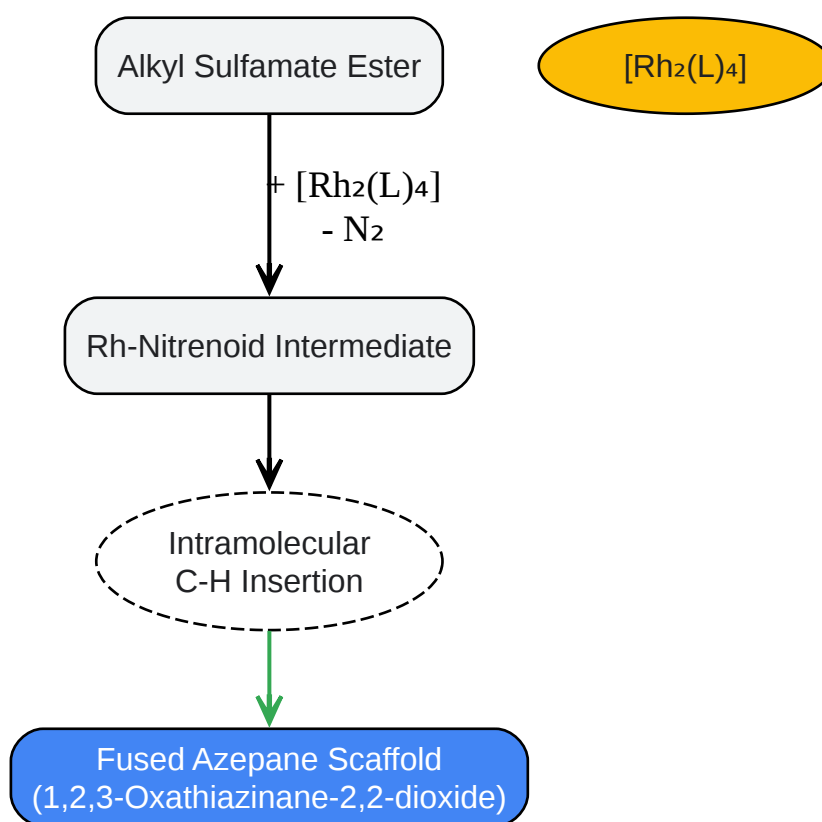 Alkyl Sulfamate Ester
[Rh₂(L)₄]
+ [Rh₂(L)₄]
- N₂
Rh-Nitrenoid Intermediate
Intramolecular
C-H Insertion
Fused Azepane Scaffold
(1,2,3-Oxathiazinane-2,2-dioxide)